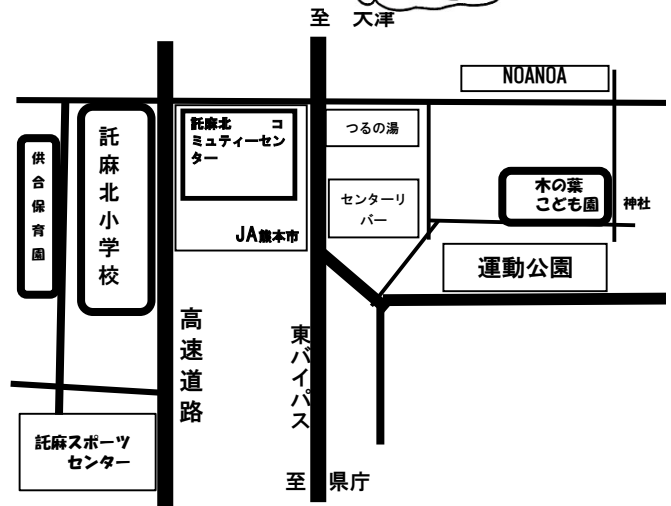 至　大津
NOANOA
託麻北　コ
ミュティーセン
ター
つるの湯
託麻北小学校
供合保育園
センターリ
バー
木の葉
こども園
神社
JA熊本市
運動公園
高速道路
東バイパス
託麻スポーツ
センター
至　県庁